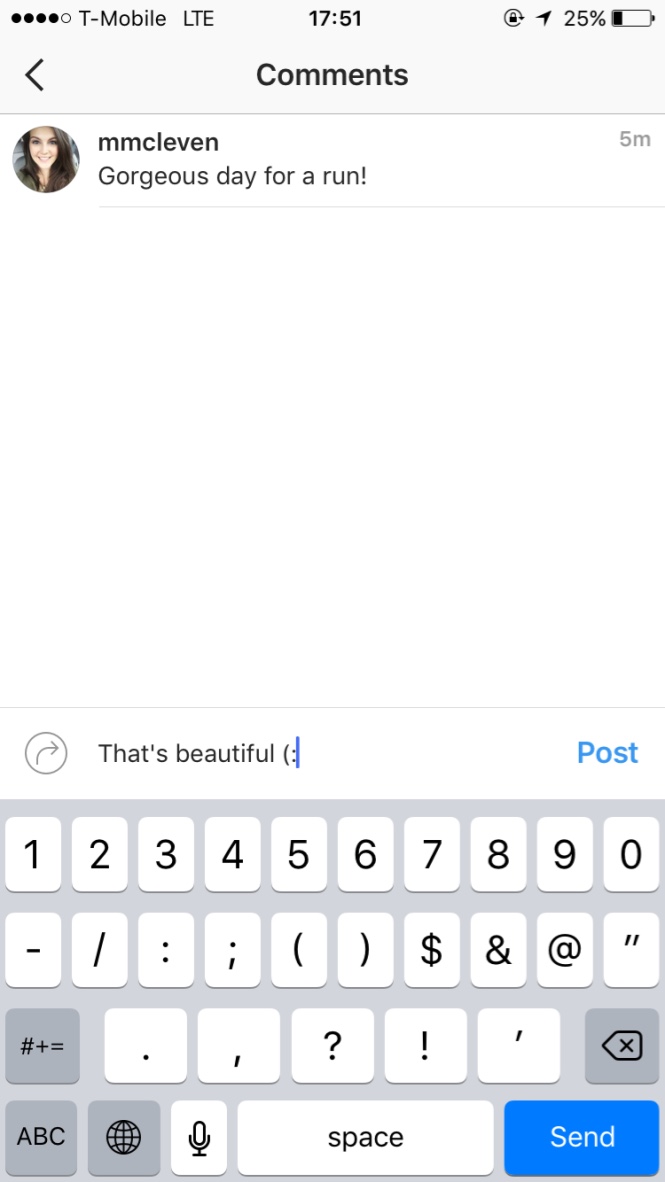 T-Mobile LTE 17:51 25%
Comments
mmcleven 5m
Gorgeous day for a run!
That's beautiful (: Post
1 2 3 4 5 6 7 8 9 0
- / : ; ( ) $ & @ "
#+= . , ? ! '
ABC space Send